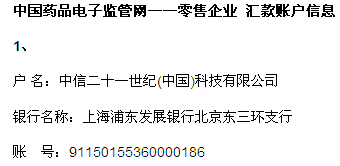 中国药品电子监管网——零售企业 汇款账户信息
1、
户 名：中信二十一世纪(中国)科技有限公司
银行名称：上海浦东发展银行北京东三环支行
账 号：91150155360000186